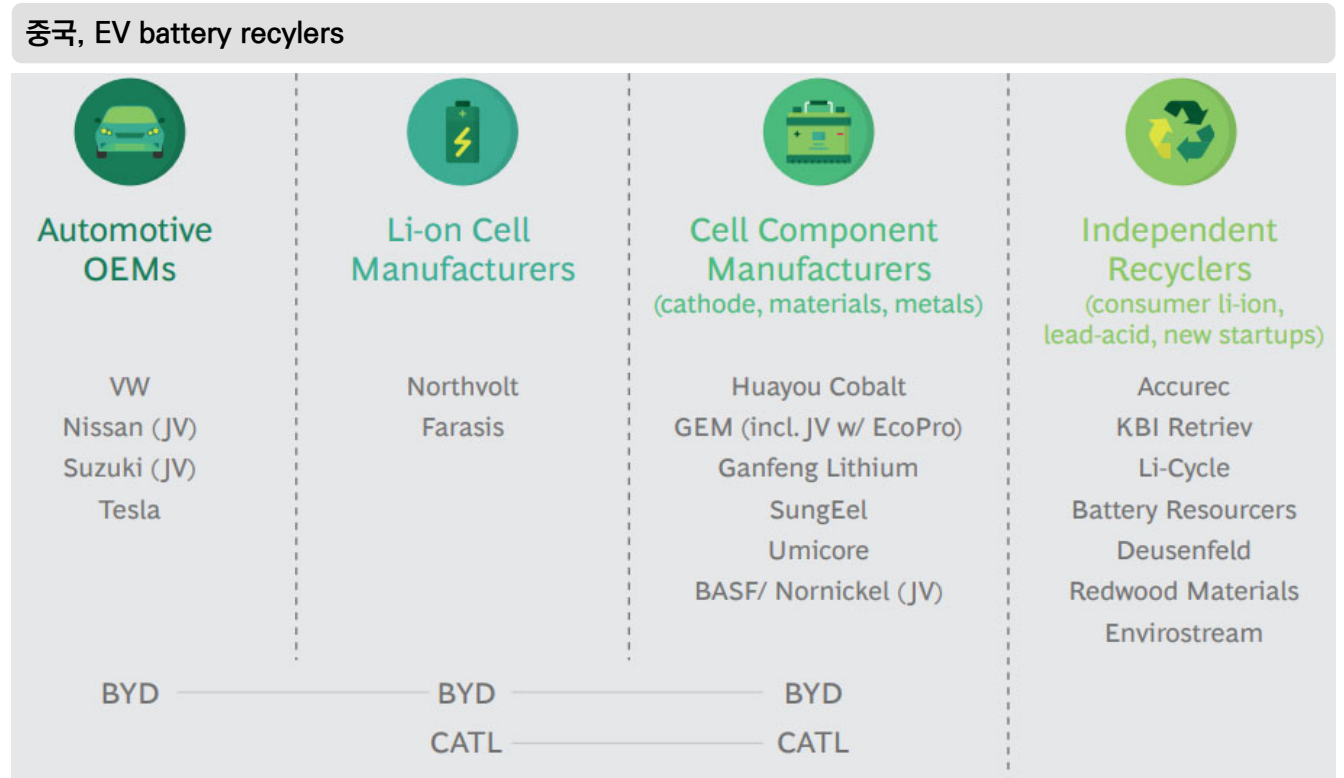 중국, EV battery recylers
Automotive
OEMs
VW
Nissan (JV)
Suzuki (JV)
Tesla
Li-on Cell
Manufacturers
Northvolt
Farasis
Cell Component
Manufacturers
(cathode, materials, metals)
Huayou Cobalt
GEM (incl. JV w/ EcoPro)
Ganfeng Lithium
SungEel
Umicore
BASF/ Nornickel (JV)
Independent
Recyclers
(consumer li-ion,
lead-acid, new startups)
Accurec
KBI Retriev
Li-Cycle
Battery Resourcers
Deusenfeld
Redwood Materials
Envirostream
BYD BYD BYD
CATL CATL